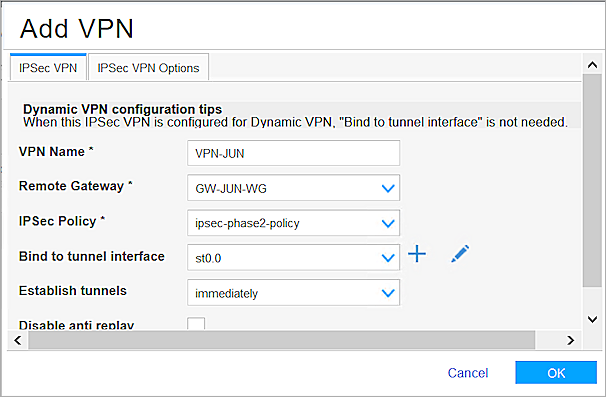 Add VPN
IPSec VPN
IPSec VPN Options
Dynamic VPN configuration tips
When this IPSec VPN is configured for Dynamic VPN, "Bind to tunnel interface" is not needed.
VPN Name *
VPN-JUN
Remote Gateway *
GW-JUN-WG
IPSec Policy *
ipsec-phase2-policy
Bind to tunnel interface
st0.0
Establish tunnels
immediately
Disable anti replay
Cancel
OK